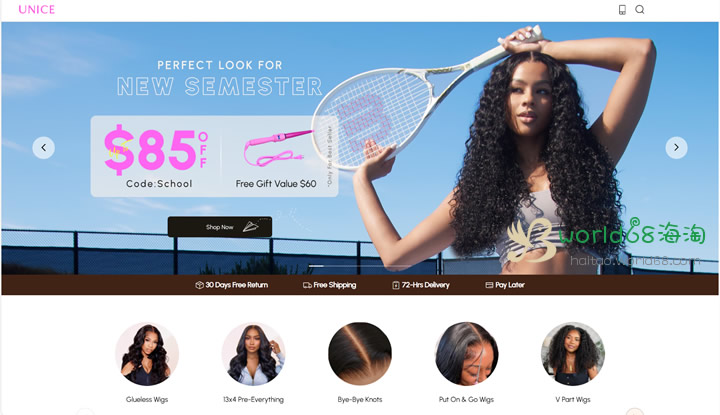 UNICE
PERFECT LOOK FOR
NEW SEMESTER
$85 OFF
Code:School
Free Gift Value $60
*Only For Best Seller
Shop Now
world68海淘
haitao.world68.com
30 Days Free Return
Free Shipping
72-Hrs Delivery
Pay Later
Glueless Wigs
13x4 Pre-Everything
Bye-Bye Knots
Put On & Go Wigs
V Part Wigs